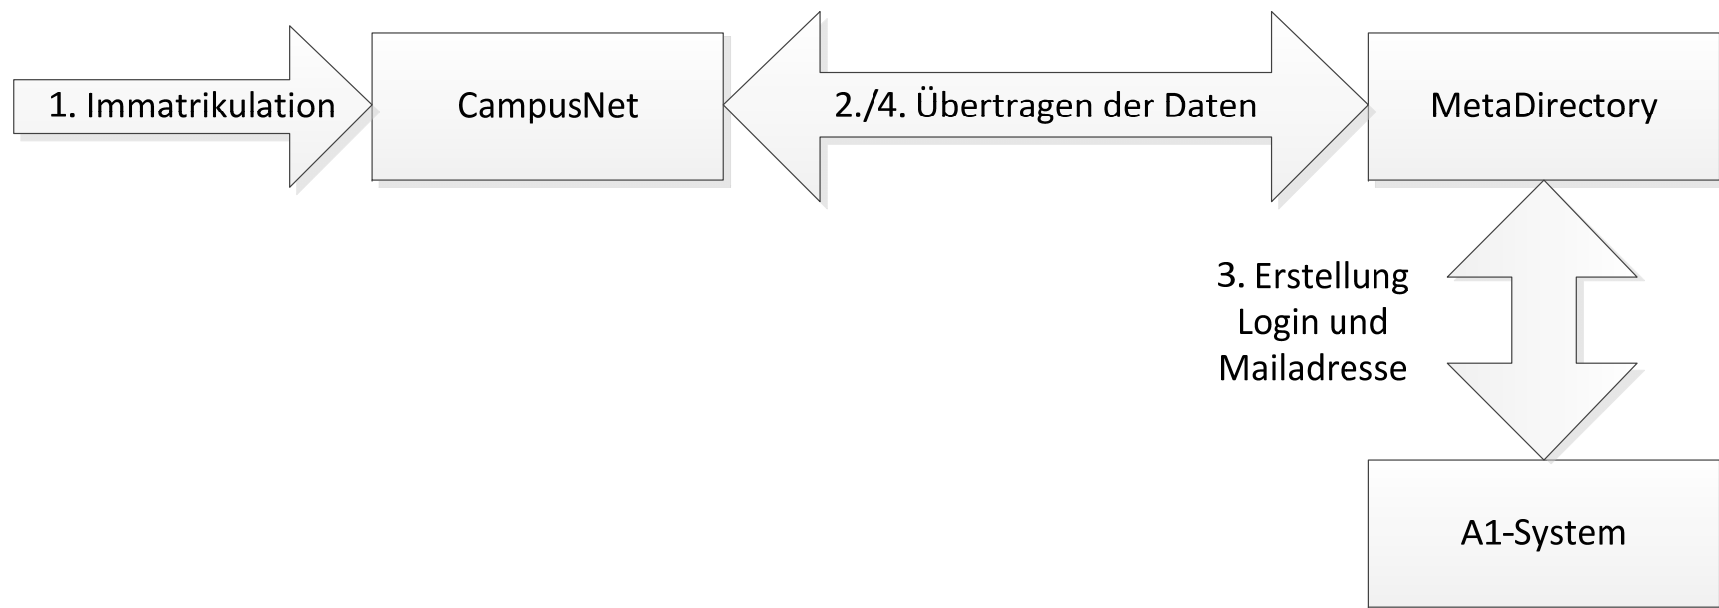 1. Immatrikulation
CampusNet
2./4. Übertragen der Daten
MetaDirectory
3. Erstellung
Login und
Mailadresse
A1-System